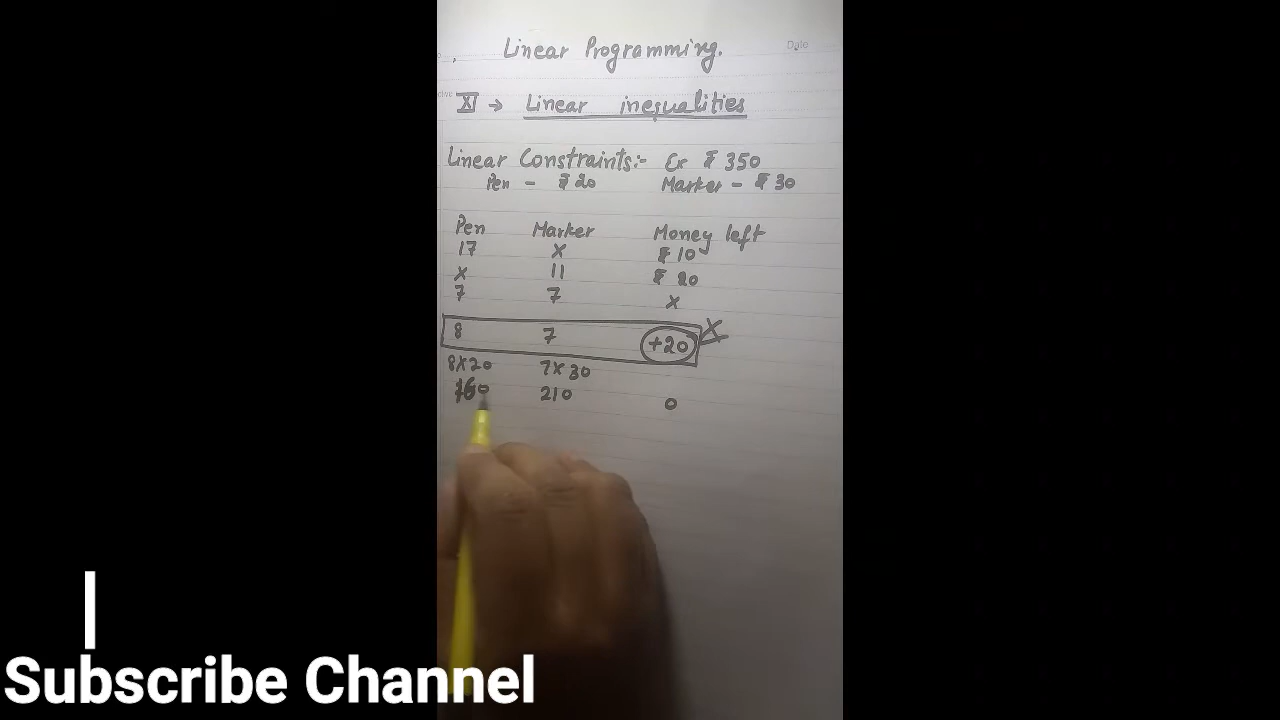 Date
Linear Programming.
XI → Linear inequalities
Linear Constraints:- Ex ₹ 350
Pen - ₹ 20 Marker - ₹ 30
Pen Marker Money left
17 X ₹ 10
X 11 ₹ 20
7 7 X
8 7 +20 X
8X20 7X30
160 210 0
Subscribe Channel